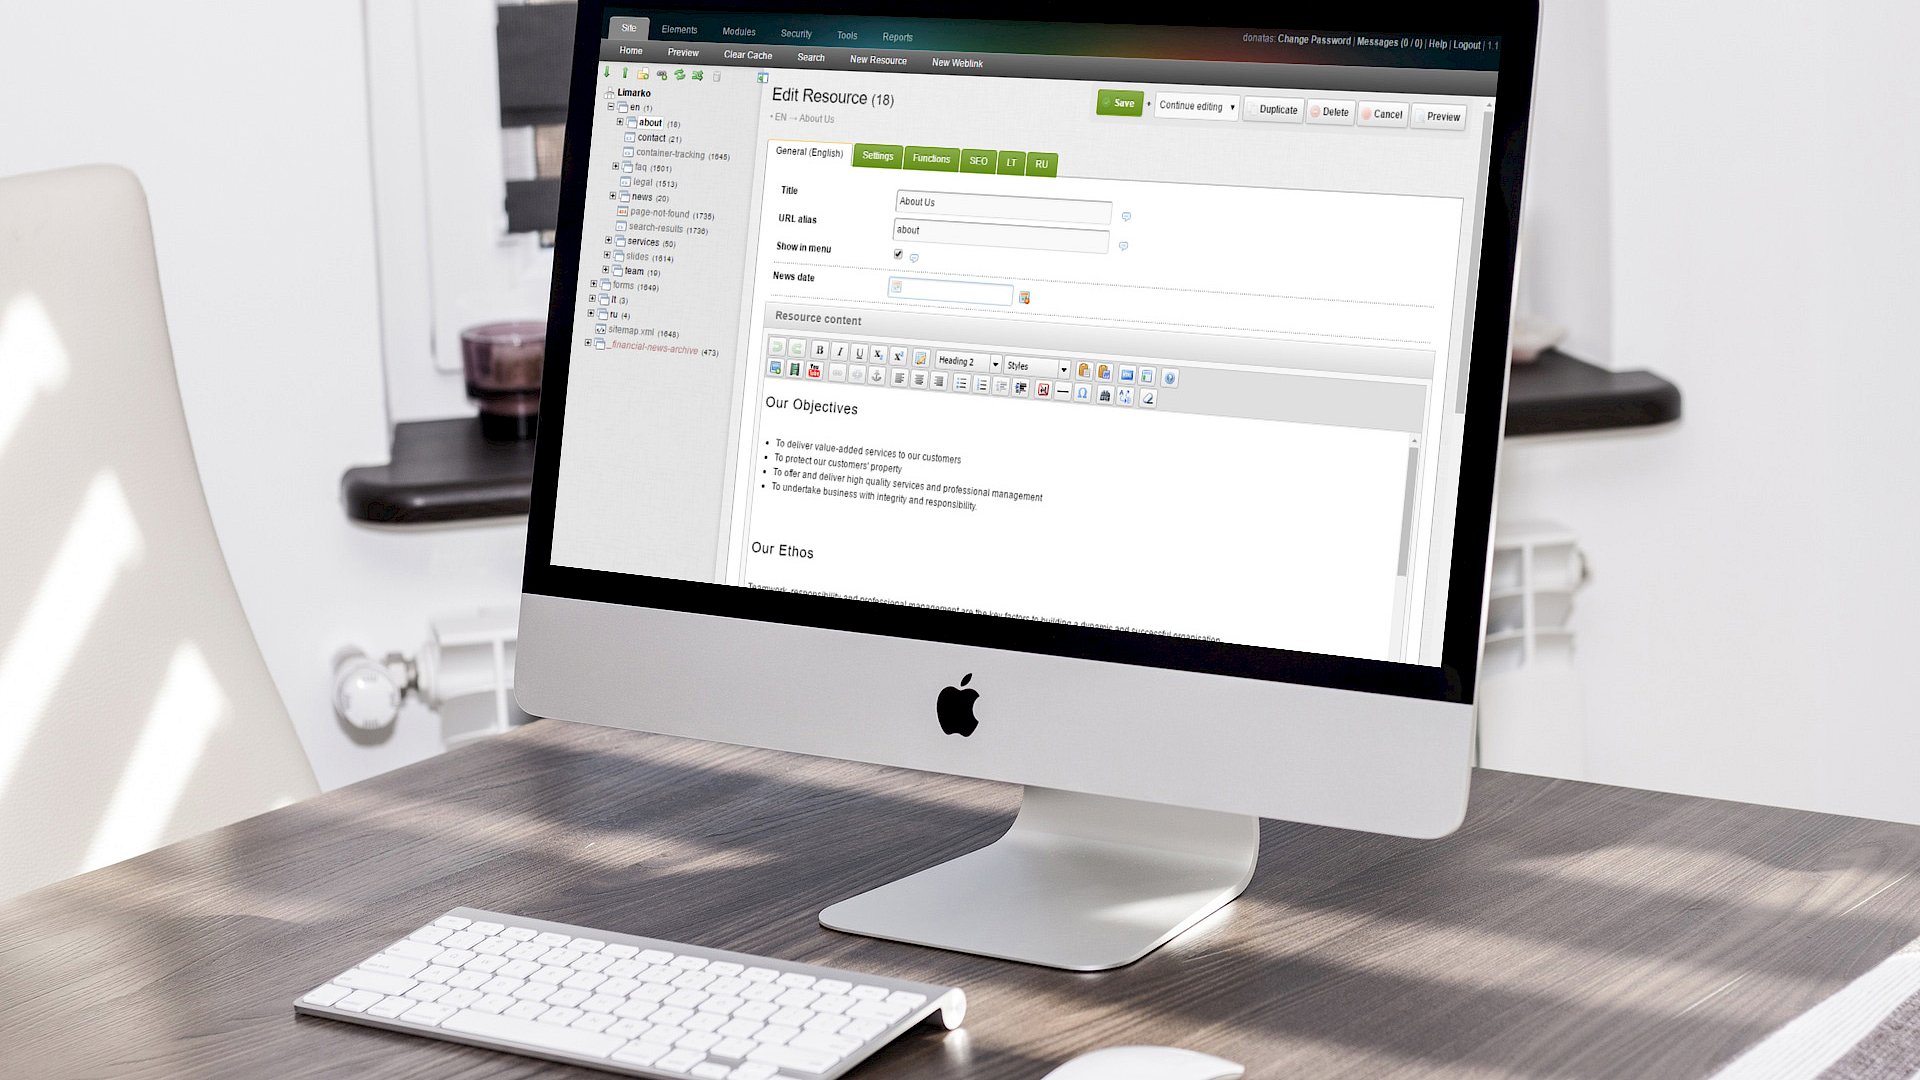 Site Elements Modules Security Tools Reports
donatas: Change Password | Messages (0 / 0) | Help | Logout | 1.1
Home Preview Clear Cache Search New Resource New Weblink
Limarko
en (1)
about (18)
contact (21)
container-tracking (1645)
faq (1501)
legal (1513)
news (20)
page-not-found (1735)
search-results (1736)
services (50)
slides (1614)
team (19)
forms (1649)
lt (3)
ru (4)
sitemap.xml (1648)
_financial-news-archive (473)
Edit Resource (18)
• EN → About Us
Save + Continue editing Duplicate Delete Cancel Preview
General (English) Settings Functions SEO LT RU
Title About Us
URL alias about
Show in menu
News date
Resource content
B I U X₂ X² Heading 2 Styles
You Tube
Our Objectives
• To deliver value-added services to our customers
• To protect our customers' property
• To offer and deliver high quality services and professional management
• To undertake business with integrity and responsibility.
Our Ethos
Teamwork, responsibility and professional management are the key factors to building a dynamic and successful organisation